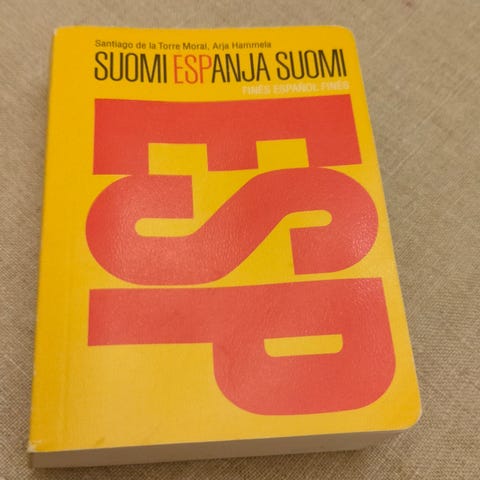 Santiago de la Torre Moral, Arja Hammela
SUOMI ESPANJA SUOMI
FINÉS ESPAÑOL FINÉS
ESP